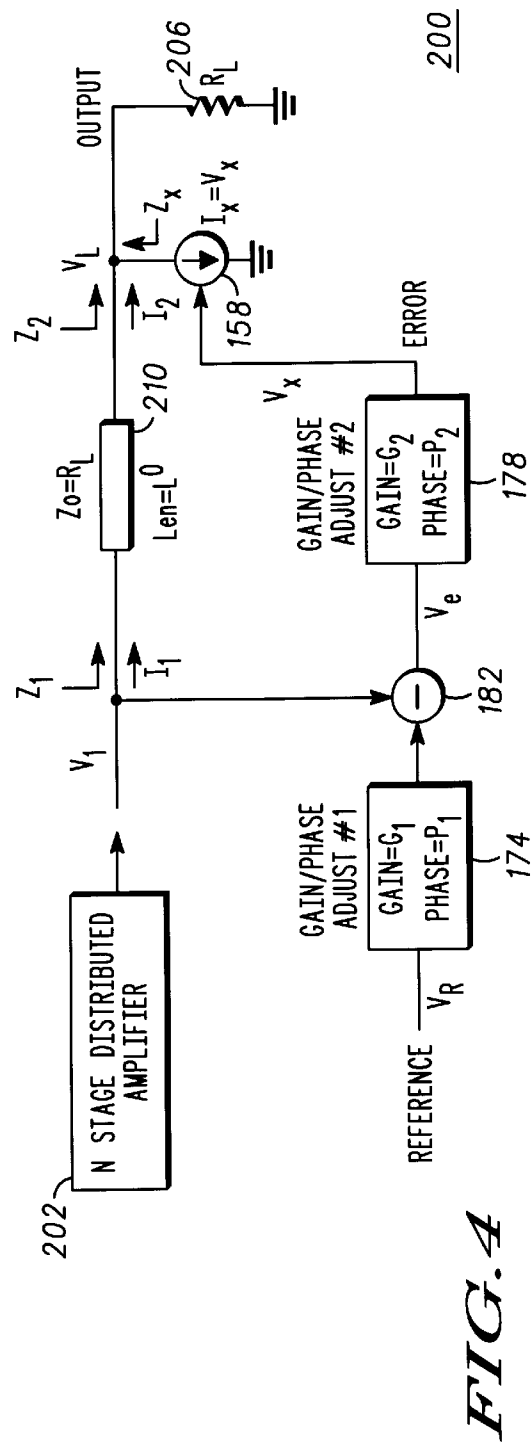 202
N STAGE DISTRIBUTED
AMPLIFIER
V1
Z1
I1
Zo=RL
210
Len=L⁰
Z2
I2
VL
Zx
OUTPUT
206
RL
Ix=Vx
158
Vx
REFERENCE
VR
GAIN/PHASE
ADJUST #1
GAIN=G1
PHASE=P1
174
−
182
Ve
GAIN/PHASE
ADJUST #2
GAIN=G2
PHASE=P2
178
ERROR
200
FIG.4